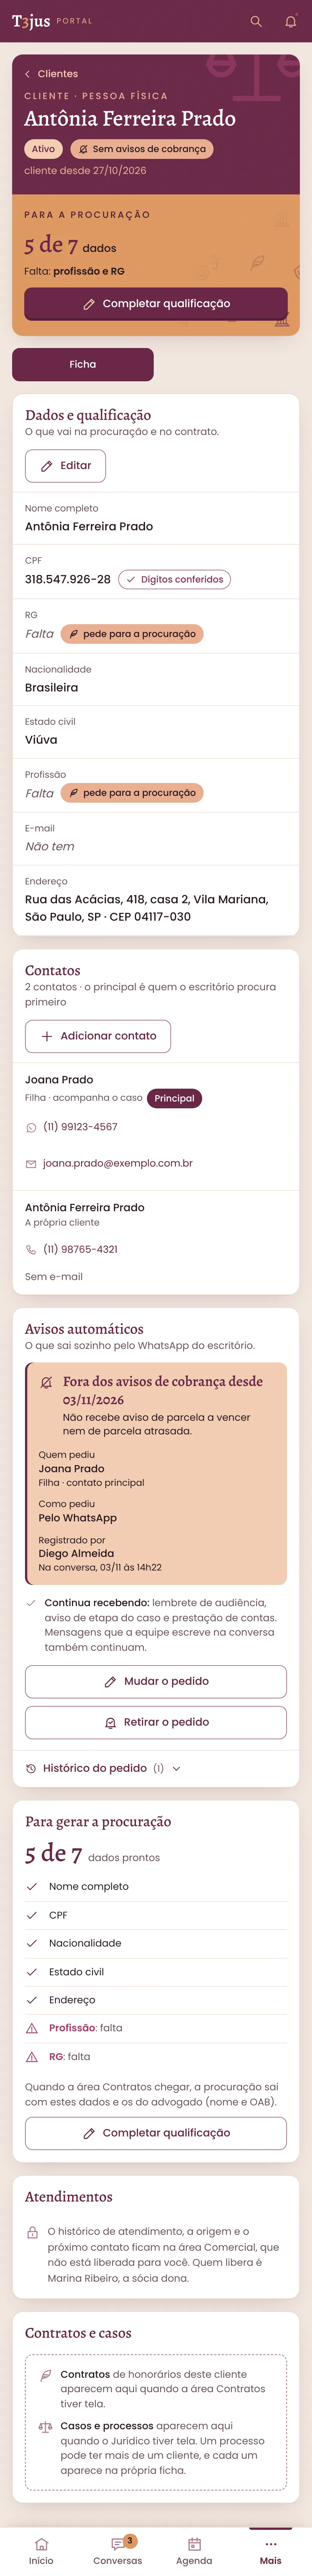 T3jus PORTAL
Clientes
CLIENTE · PESSOA FÍSICA
Antônia Ferreira Prado
Ativo
Sem avisos de cobrança
cliente desde 27/10/2026
PARA A PROCURAÇÃO
5 de 7 dados
Falta: profissão e RG
Completar qualificação
Ficha
Dados e qualificação
O que vai na procuração e no contrato.
Editar
Nome completo
Antônia Ferreira Prado
CPF
318.547.926-28 Dígitos conferidos
RG
Falta pede para a procuração
Nacionalidade
Brasileira
Estado civil
Viúva
Profissão
Falta pede para a procuração
E-mail
Não tem
Endereço
Rua das Acácias, 418, casa 2, Vila Mariana,
São Paulo, SP · CEP 04117-030
Contatos
2 contatos · o principal é quem o escritório procura
primeiro
Adicionar contato
Joana Prado
Filha · acompanha o caso Principal
(11) 99123-4567
joana.prado@exemplo.com.br
Antônia Ferreira Prado
A própria cliente
(11) 98765-4321
Sem e-mail
Avisos automáticos
O que sai sozinho pelo WhatsApp do escritório.
Fora dos avisos de cobrança desde
03/11/2026
Não recebe aviso de parcela a vencer
nem de parcela atrasada.
Quem pediu
Joana Prado
Filha · contato principal
Como pediu
Pelo WhatsApp
Registrado por
Diego Almeida
Na conversa, 03/11 às 14h22
Continua recebendo: lembrete de audiência,
aviso de etapa do caso e prestação de contas.
Mensagens que a equipe escreve na conversa
também continuam.
Mudar o pedido
Retirar o pedido
Histórico do pedido (1)
Para gerar a procuração
5 de 7 dados prontos
Nome completo
CPF
Nacionalidade
Estado civil
Endereço
Profissão: falta
RG: falta
Quando a área Contratos chegar, a procuração sai
com estes dados e os do advogado (nome e OAB).
Completar qualificação
Atendimentos
O histórico de atendimento, a origem e o
próximo contato ficam na área Comercial, que
não está liberada para você. Quem libera é
Marina Ribeiro, a sócia dona.
Contratos e casos
Contratos de honorários deste cliente
aparecem aqui quando a área Contratos
tiver tela.
Casos e processos aparecem aqui
quando o Jurídico tiver tela. Um processo
pode ter mais de um cliente, e cada um
aparece na própria ficha.
3
Início Conversas Agenda Mais